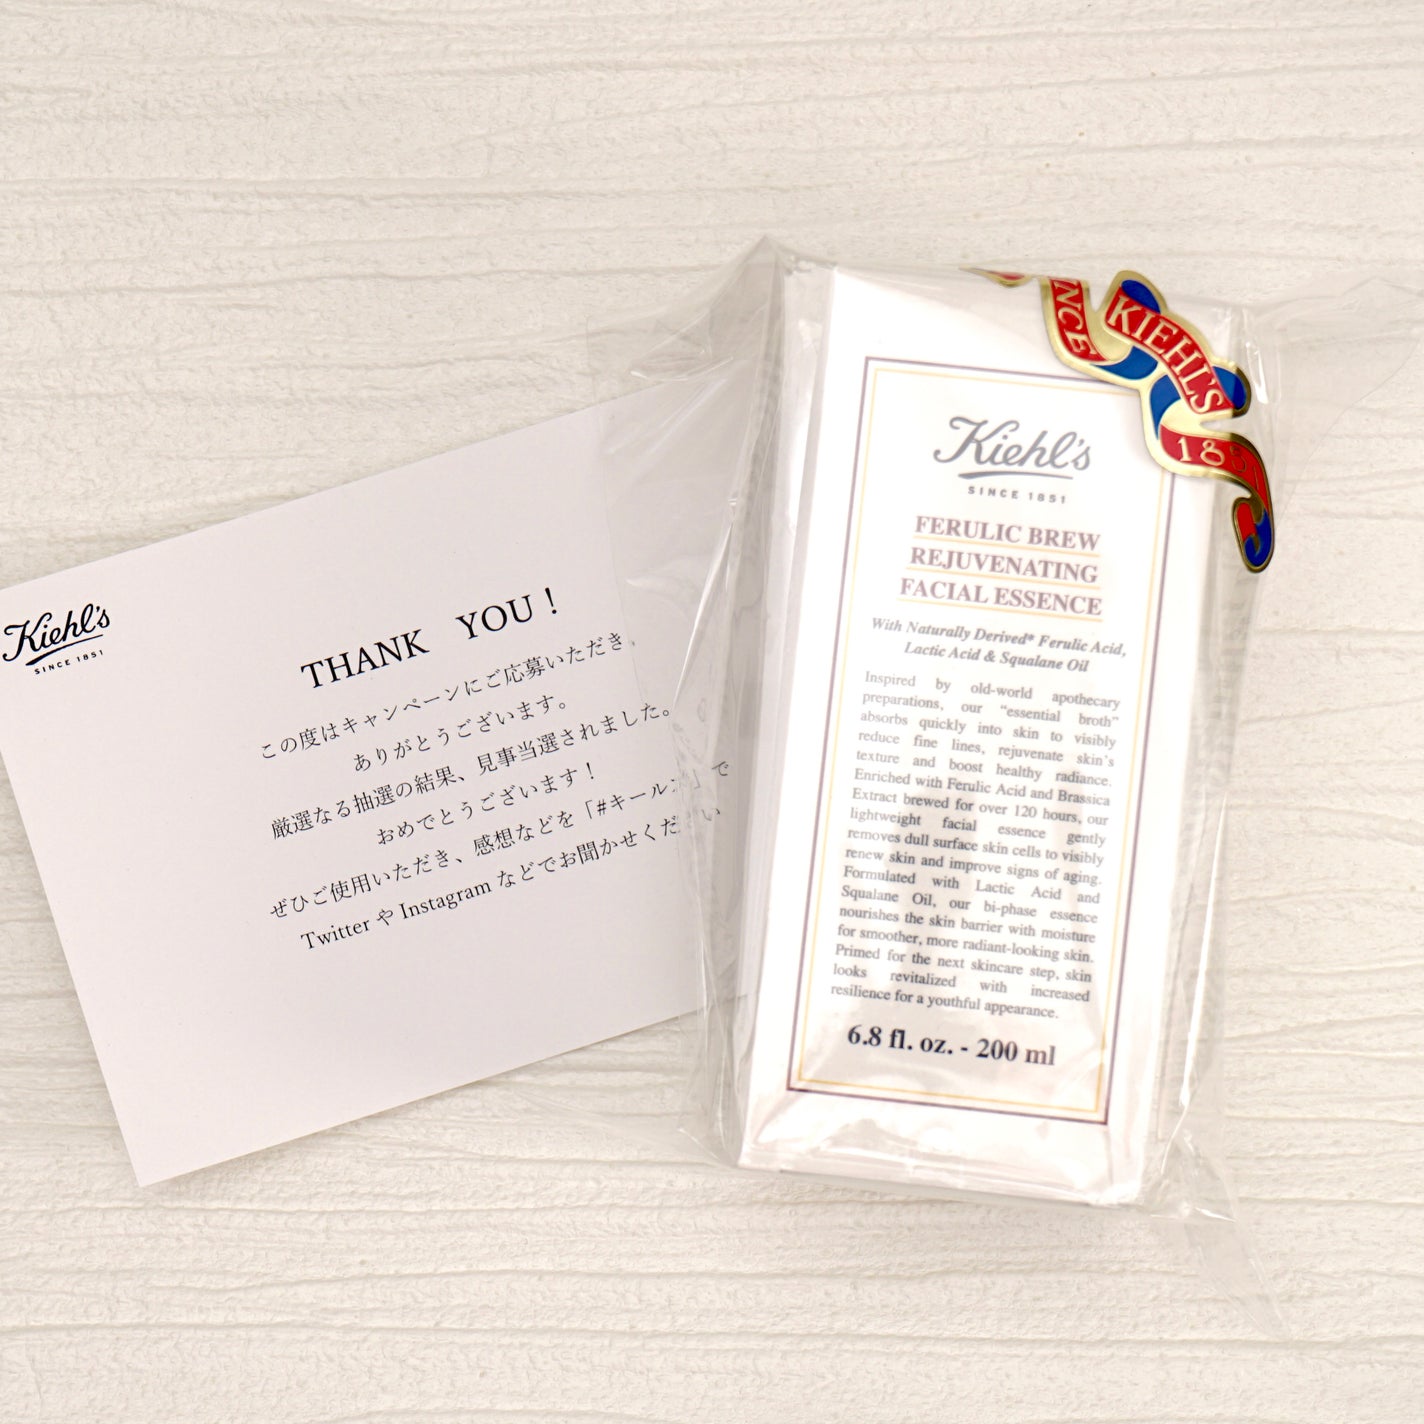 Kiehl's
SINCE 1851
THANK YOU!
この度はキャンペーンにご応募いただき、
ありがとうございます。
厳選なる抽選の結果、見事当選されました。
おめでとうございます！
ぜひご使用いただき、感想などを「#キールズ」で
Twitter や Instagram などでお聞かせください
NCE
KIEHL'S
1851
Kiehl's
SINCE 1851
FERULIC BREW
REJUVENATING
FACIAL ESSENCE
With Naturally Derived* Ferulic Acid,
Lactic Acid & Squalane Oil
Inspired by old-world apothecary
preparations, our “essential broth”
absorbs quickly into skin to visibly
reduce fine lines, rejuvenate skin's
texture and boost healthy radiance.
Enriched with Ferulic Acid and Brassica
Extract brewed for over 120 hours, our
lightweight facial essence gently
removes dull surface skin cells to visibly
renew skin and improve signs of aging.
Formulated with Lactic Acid and
Squalane Oil, our bi-phase essence
nourishes the skin barrier with moisture
for smoother, more radiant-looking skin.
Primed for the next skincare step, skin
looks revitalized with increased
resilience for a youthful appearance.
6.8 fl. oz. - 200 ml